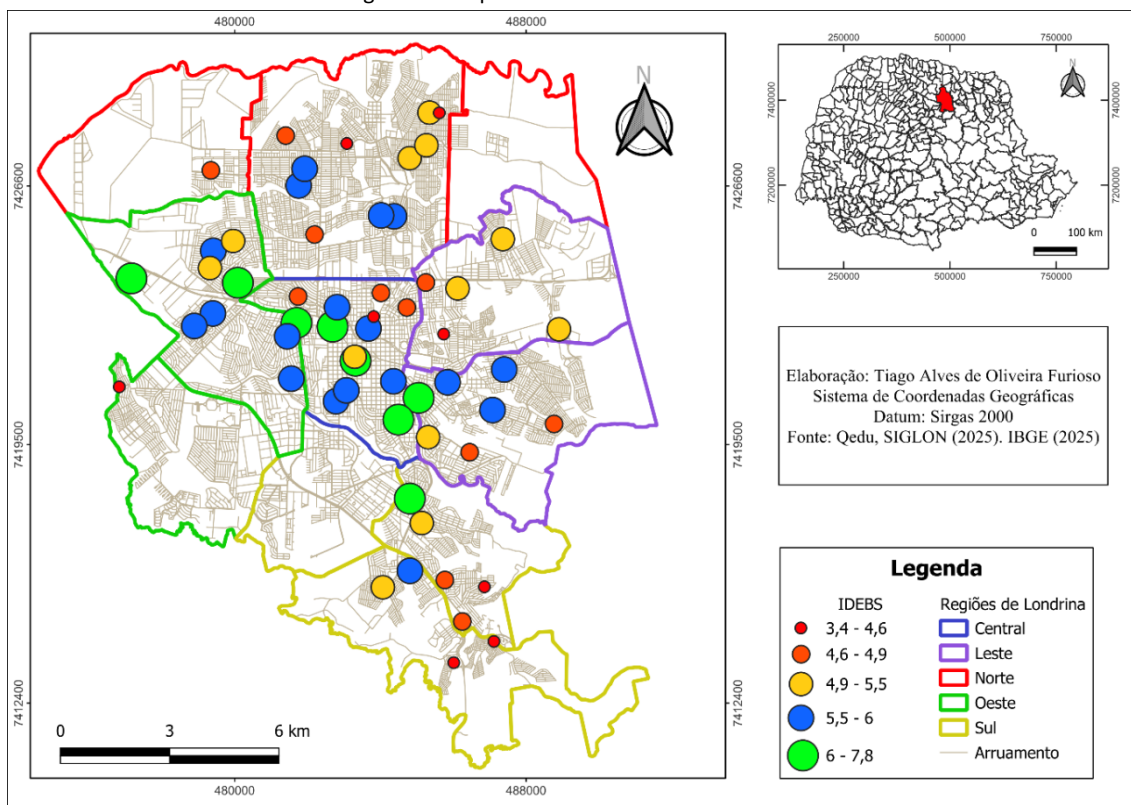 480000
488000
7426600
7419500
7412400
7426600
7419500
7412400
N
0 3 6 km
480000
488000
250000
500000
750000
7400000
7200000
7400000
7200000
N
0 100 km
250000
500000
750000
Elaboração: Tiago Alves de Oliveira Furioso
Sistema de Coordenadas Geográficas
Datum: Sirgas 2000
Fonte: Qedu, SIGLON (2025). IBGE (2025)
Legenda
IDEBS
3,4 - 4,6
4,6 - 4,9
4,9 - 5,5
5,5 - 6
6 - 7,8
Regiões de Londrina
Central
Leste
Norte
Oeste
Sul
Arruamento